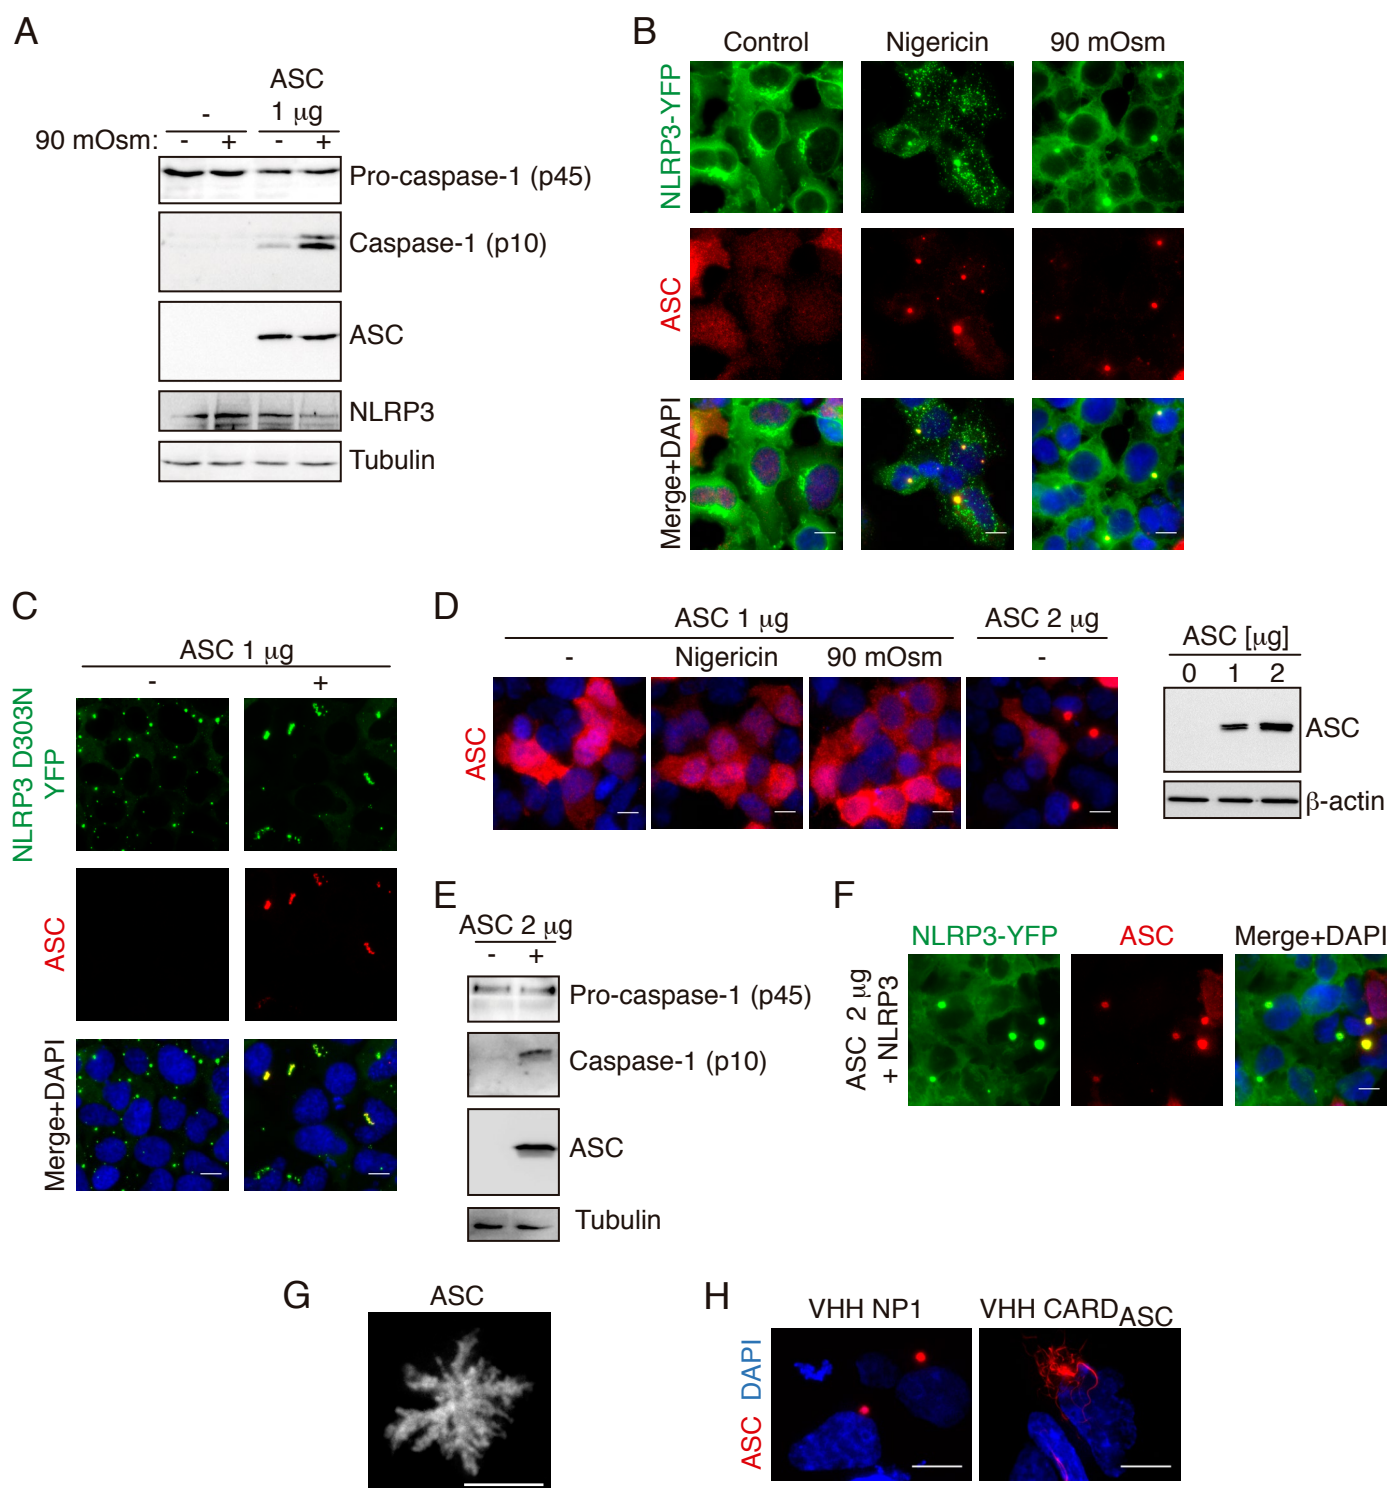 A
ASC
1 μg
-
90 mOsm: - + - +
Pro-caspase-1 (p45)
Caspase-1 (p10)
ASC
NLRP3
Tubulin
B
Control Nigericin 90 mOsm
NLRP3-YFP
ASC
Merge+DAPI
C
ASC 1 μg
- +
NLRP3 D303N
YFP
ASC
Merge+DAPI
D
ASC 1 μg ASC 2 μg
- Nigericin 90 mOsm -
ASC
ASC [μg]
0 1 2
ASC
β-actin
E
ASC 2 μg
- +
Pro-caspase-1 (p45)
Caspase-1 (p10)
ASC
Tubulin
F
NLRP3-YFP ASC Merge+DAPI
ASC 2 μg
+ NLRP3
G
ASC
H
VHH NP1 VHH CARDASC
ASC DAPI